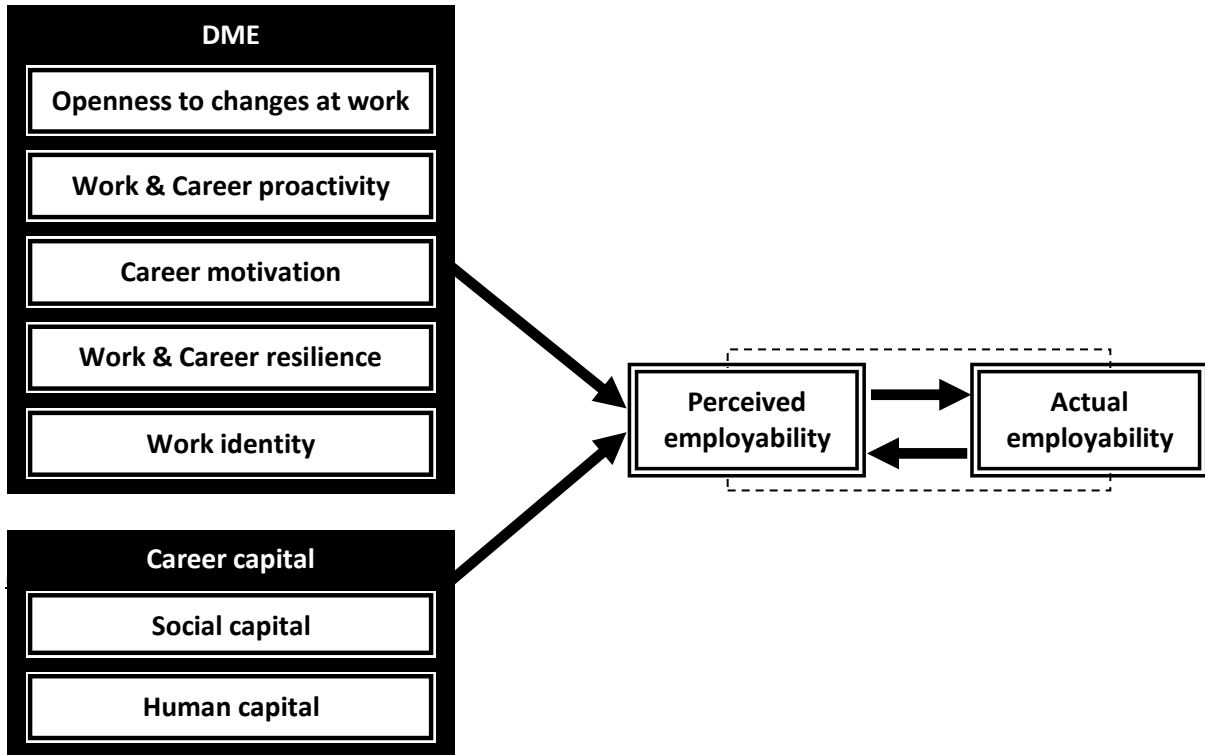 DME
Openness to changes at work
Work & Career proactivity
Career motivation
Work & Career resilience
Work identity
Perceived
employability
Actual
employability
Career capital
Social capital
Human capital